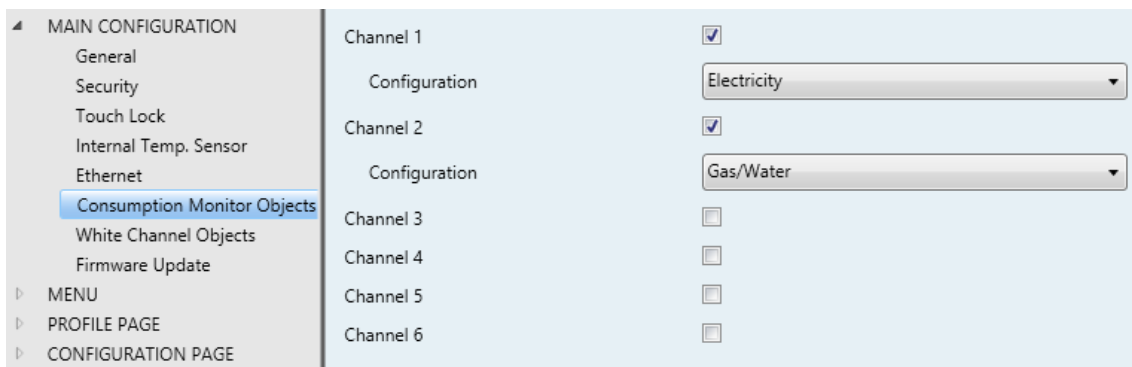 MAIN CONFIGURATION
General
Security
Touch Lock
Internal Temp. Sensor
Ethernet
Consumption Monitor Objects
White Channel Objects
Firmware Update
MENU
PROFILE PAGE
CONFIGURATION PAGE
Channel 1
Configuration
Electricity
Channel 2
Configuration
Gas/Water
Channel 3
Channel 4
Channel 5
Channel 6